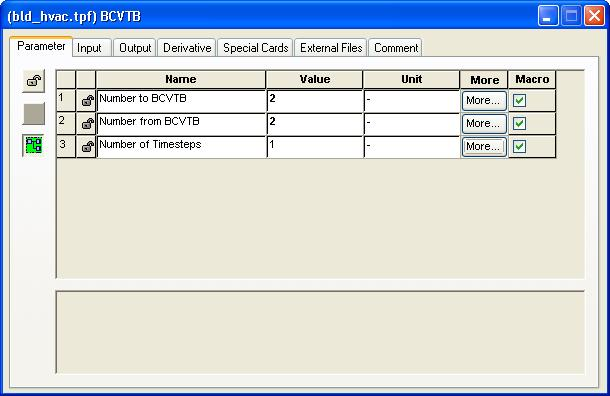 (bld_hvac.tpf) BCVTB
Parameter Input Output Derivative Special Cards External Files Comment
Name Value Unit More Macro
1 Number to BCVTB 2 - More...
2 Number from BCVTB 2 - More...
3 Number of Timesteps 1 - More...